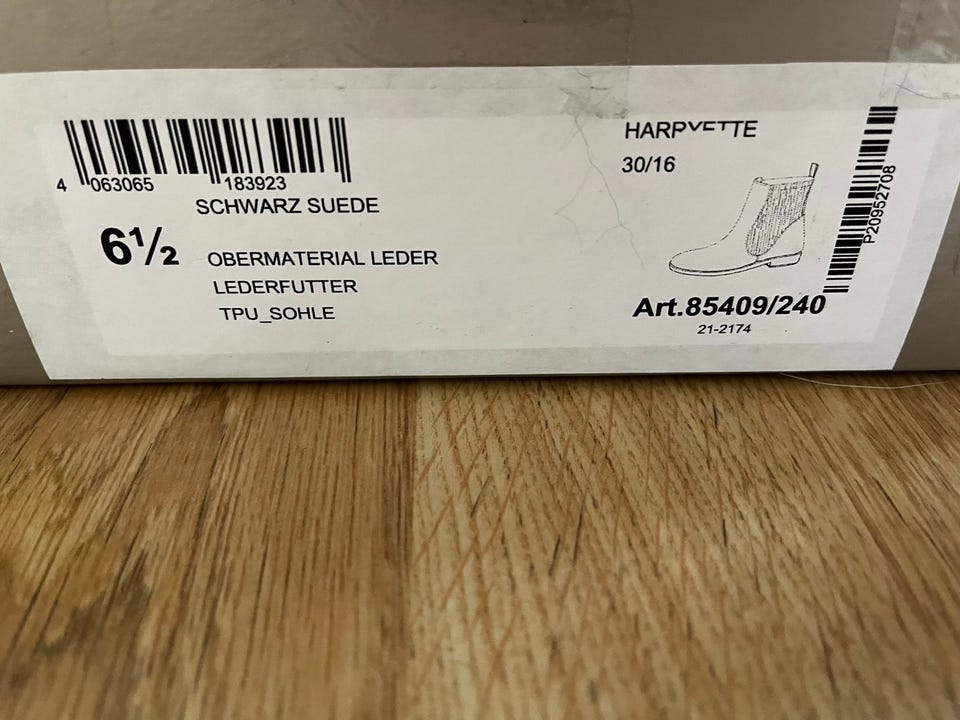 4 063065 183923
SCHWARZ SUEDE
6½
OBERMATERIAL LEDER
LEDERFUTTER
TPU_SOHLE
HARPYETTE
30/16
Art.85409/240
21-2174
P20952708